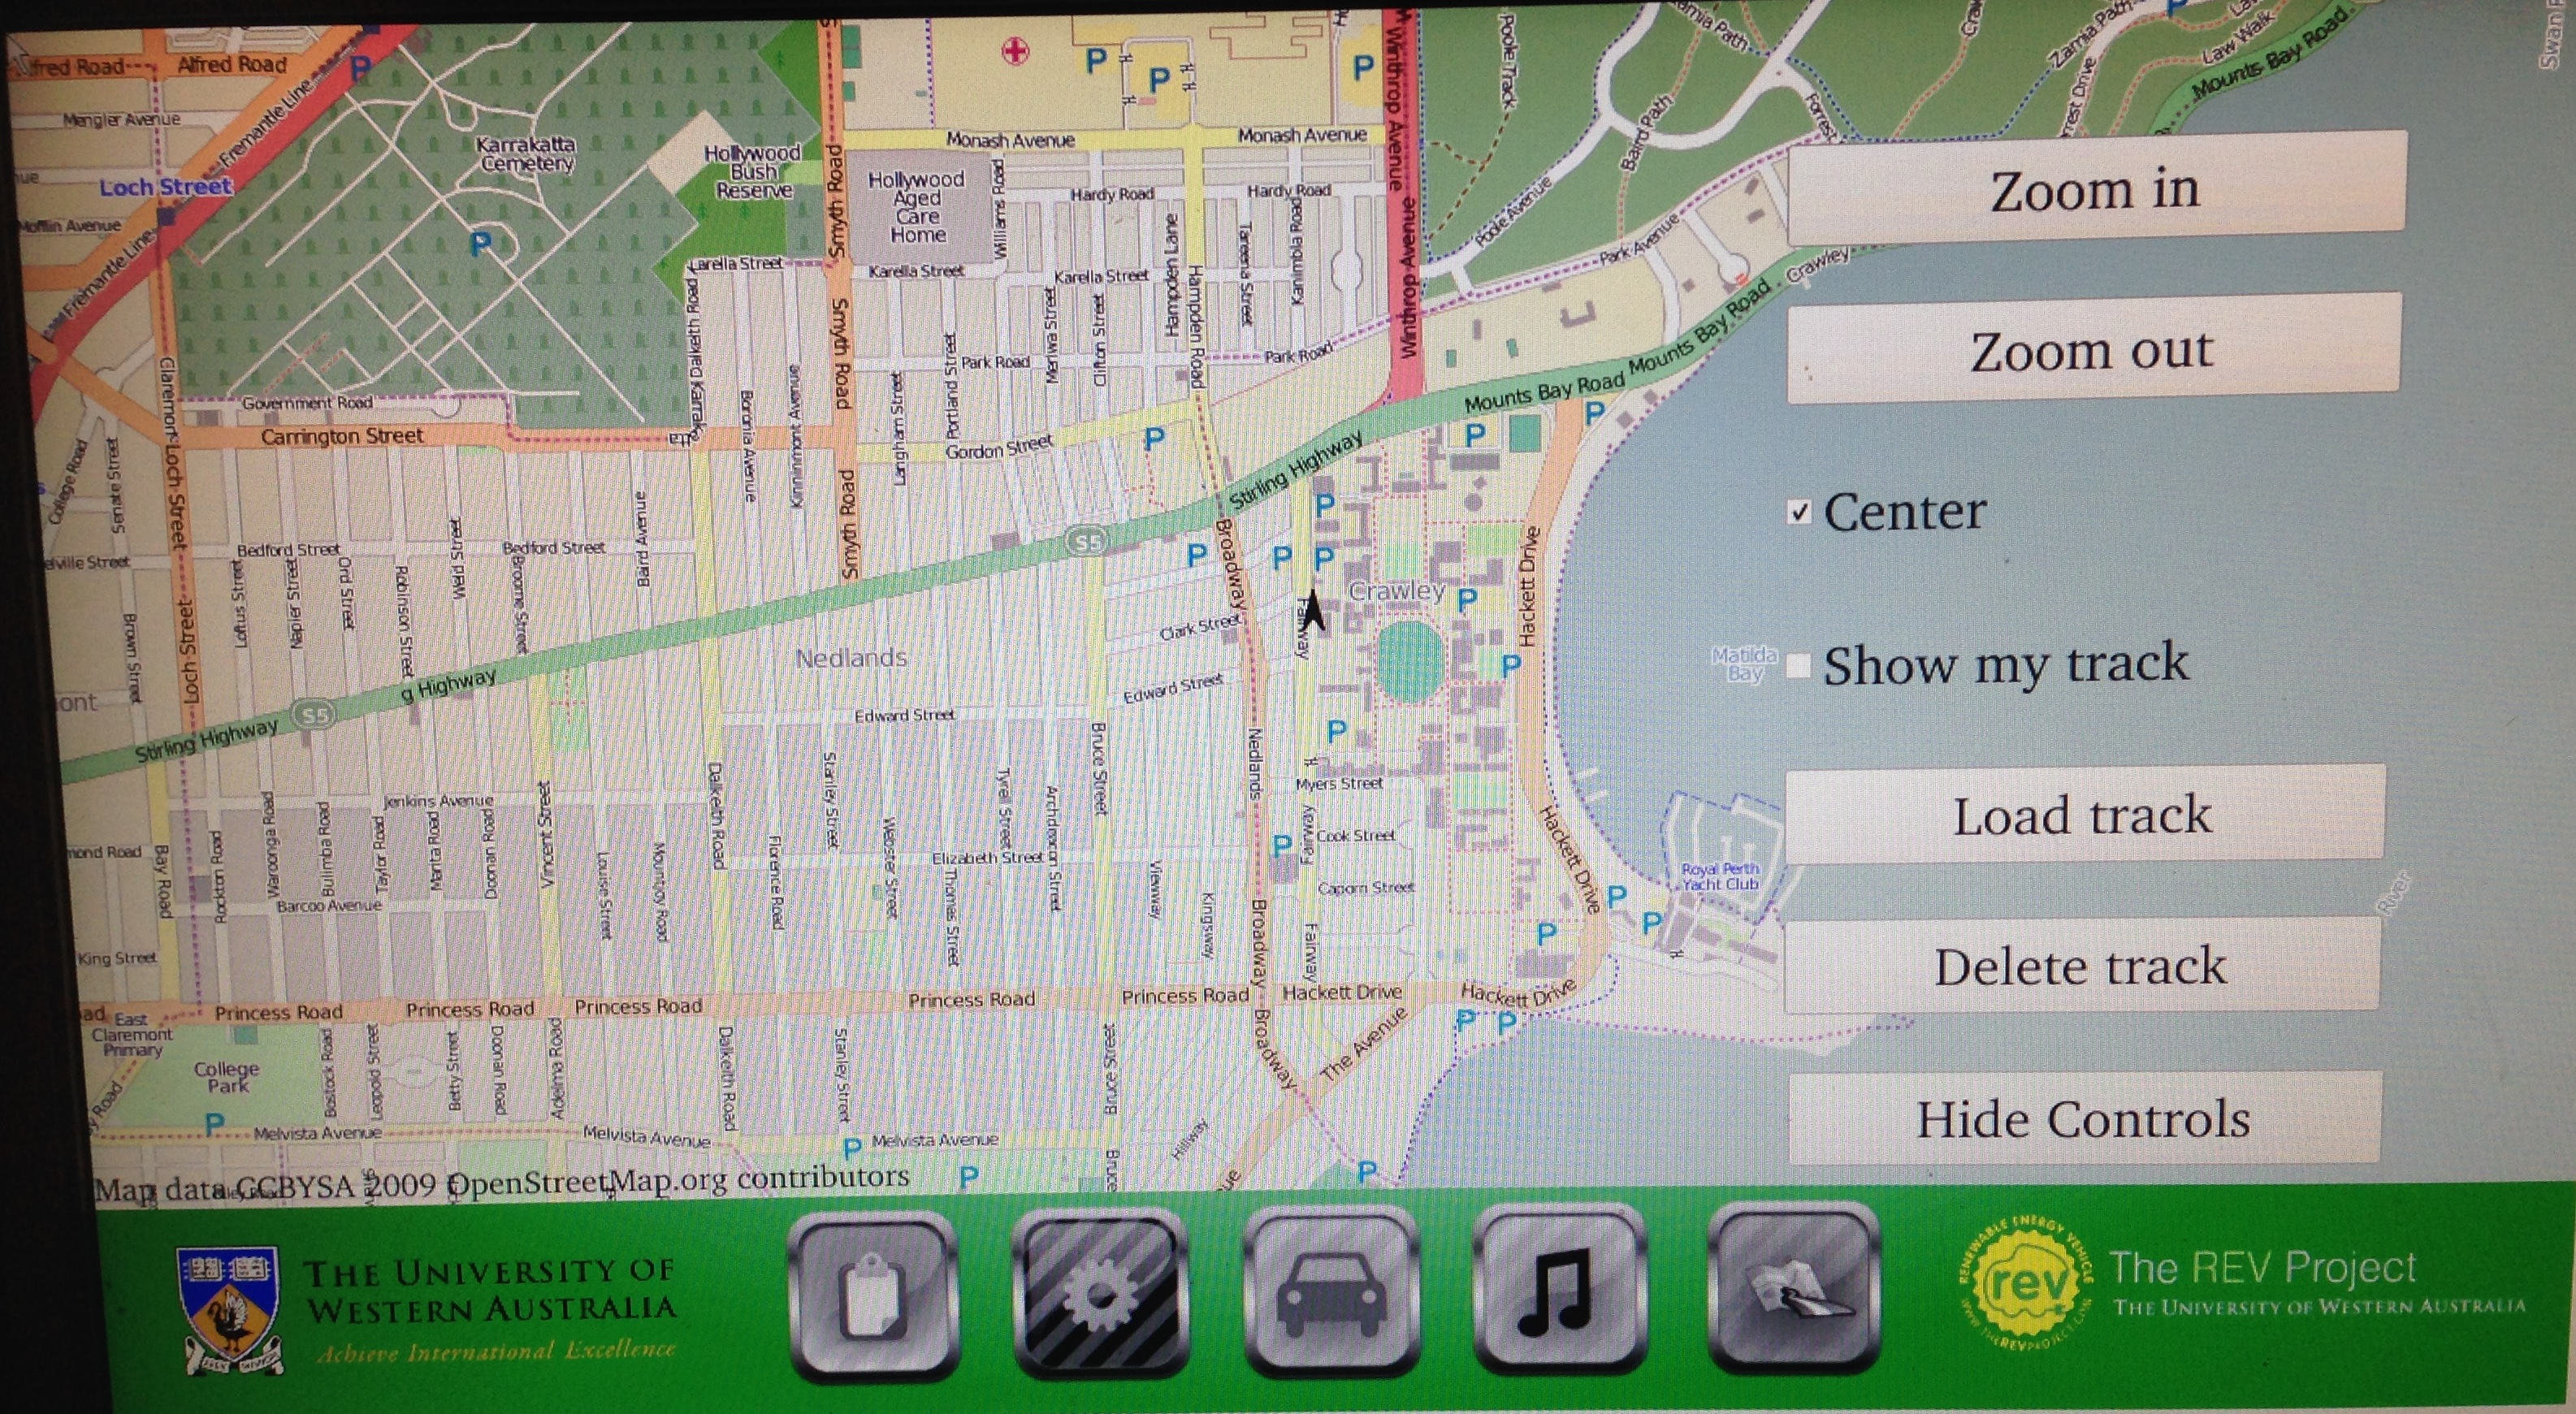 Alfred Road
Mengler Avenue
Loch Street
Fremantle Line
Fremantle Line
Karrakatta
Cemetery
Hollywood
Bush
Reserve
Smyth Road
Hollywood
Aged
Care
Home
Williams Road
Monash Avenue
Monash Avenue
Hardy Road
Hardy Road
Winthrop Avenue
Winthrop Avenue
Poole Track
Baird Path
Zamia Path
Law Walk
Mounts Bay Road
Poole Avenue
Park Avenue
Crawley
Karella Street
Karella Street
Hampden Lane
Hampden Road
Kanimbla Road
Clifton Street
Park Road
Park Road
Portland Street
Langham Street
Smyth Road
Smyth Road
Kinninmont Avenue
Boronia Avenue
Government Road
Carrington Street
Gordon Street
Mounts Bay Road
Mounts Bay Road
Stirling Highway
S5
College Road
Senate Street
Bedford Street
Bedford Street
Baird Avenue
Loftus Street
Napier Street
Ord Street
Robinson Street
Weld Street
Broome Street
Brown Street
Loch Street
Broadway
Clark Street
Fairway
Crawley
Hackett Drive
Matilda
Bay
Nedlands
Edward Street
Edward Street
g Highway
S5
Stirling Highway
Bruce Street
Nedlands
Myers Street
Cook Street
Caporn Street
Fairway
Fairway
Hackett Drive
Royal Perth
Yacht Club
River
Jenkins Avenue
Waroonga Road
Bulimba Road
Taylor Road
Marita Road
Doonan Road
Vincent Street
Louise Street
Mountjoy Road
Dalkeith Road
Florence Road
Stanley Street
Webster Street
Elizabeth Street
Tyrell Street
Thomas Street
Archdeacon Street
Viewway
Kingsway
Broadway
Bay Road
Rockton Road
Barcoo Avenue
King Street
Princess Road
Princess Road
Princess Road
Princess Road
Princess Road
Hackett Drive
Hackett Drive
The Avenue
Broadway
East
Claremont
Primary
College
Park
Bostock Road
Leopold Street
Betty Street
Doonan Road
Adelma Road
Dalkeith Road
Stanley Street
Bruce Street
Hillway
Melvista Avenue
Melvista Avenue
Melvista Avenue
Map data CCBYSA 2009 OpenStreetMap.org contributors
Zoom in
Zoom out
Center
Show my track
Load track
Delete track
Hide Controls
THE UNIVERSITY OF
WESTERN AUSTRALIA
Achieve International Excellence
RENEWABLE ENERGY VEHICLE
rev
WWW.THEREVPROJECT.COM
The REV Project
THE UNIVERSITY OF WESTERN AUSTRALIA